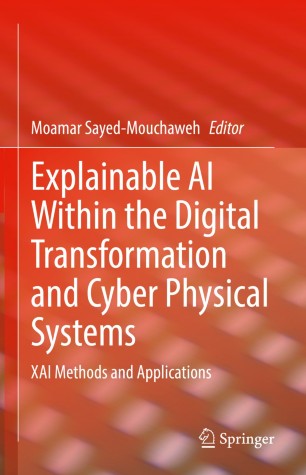 Moamar Sayed-Mouchaweh Editor
Explainable AI
Within the Digital
Transformation
and Cyber Physical
Systems
XAI Methods and Applications
Springer